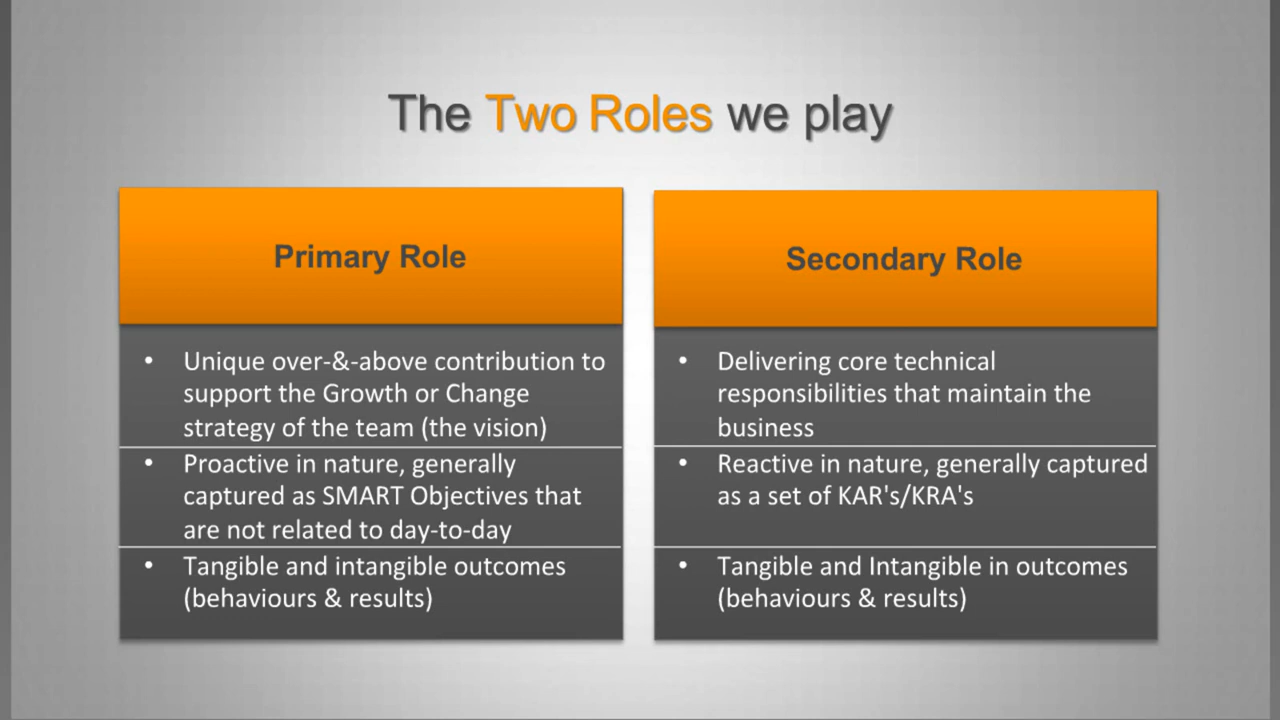 The Two Roles we play
Primary Role
• Unique over-&-above contribution to
support the Growth or Change
strategy of the team (the vision)
• Proactive in nature, generally
captured as SMART Objectives that
are not related to day-to-day
• Tangible and intangible outcomes
(behaviours & results)
Secondary Role
• Delivering core technical
responsibilities that maintain the
business
• Reactive in nature, generally captured
as a set of KAR's/KRA's
• Tangible and Intangible in outcomes
(behaviours & results)